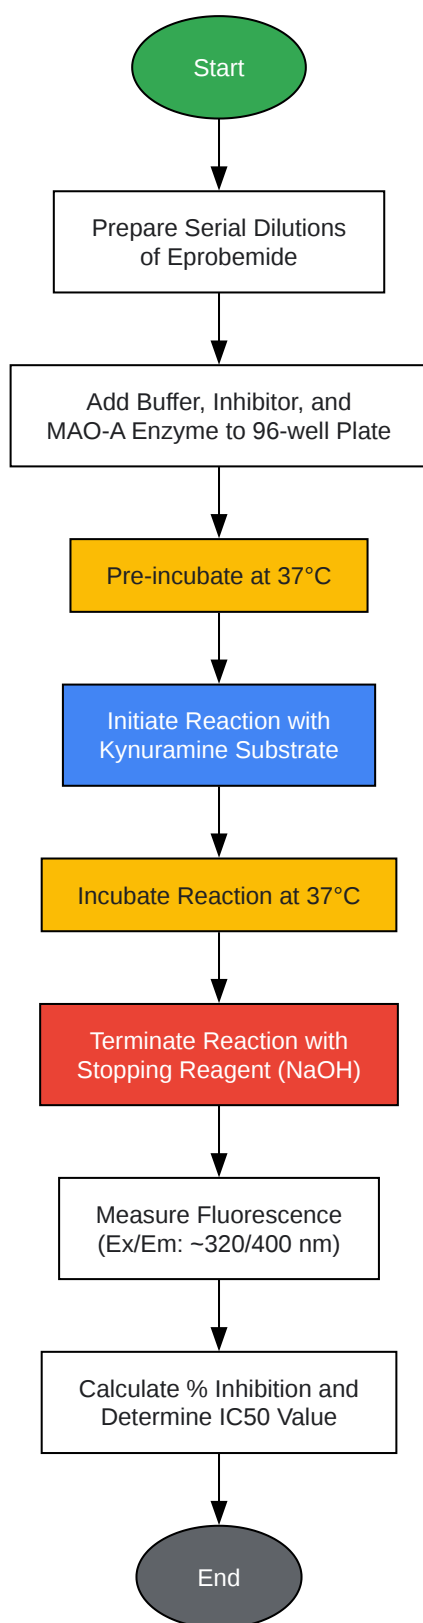 Start
Prepare Serial Dilutions
of Eprobemide
Add Buffer, Inhibitor, and
MAO-A Enzyme to 96-well Plate
Pre-incubate at 37°C
Initiate Reaction with
Kynuramine Substrate
Incubate Reaction at 37°C
Terminate Reaction with
Stopping Reagent (NaOH)
Measure Fluorescence
(Ex/Em: ~320/400 nm)
Calculate % Inhibition and
Determine IC50 Value
End